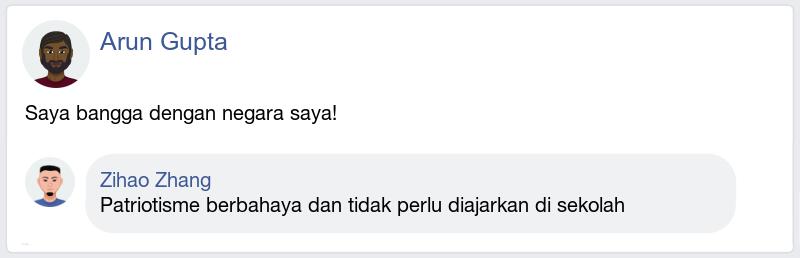 Arun Gupta
Saya bangga dengan negara saya!
Zihao Zhang
Patriotisme berbahaya dan tidak perlu diajarkan di sekolah